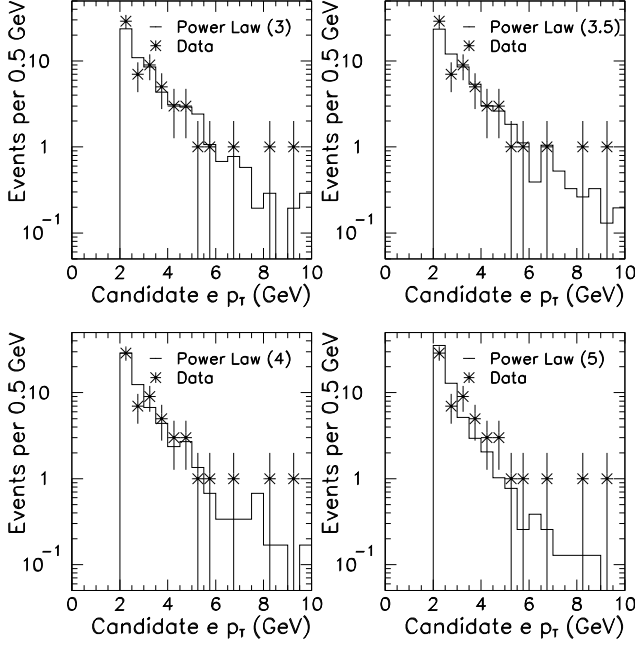 Events per 0.5 GeV
.10
1
10⁻¹
Power Law (3)
Data
0 2 4 6 8 10
Candidate e pT (GeV)
Events per 0.5 GeV
.10
1
10⁻¹
Power Law (3.5)
Data
0 2 4 6 8 10
Candidate e pT (GeV)
Events per 0.5 GeV
.10
1
10⁻¹
Power Law (4)
Data
0 2 4 6 8 10
Candidate e pT (GeV)
Events per 0.5 GeV
.10
1
10⁻¹
Power Law (5)
Data
0 2 4 6 8 10
Candidate e pT (GeV)